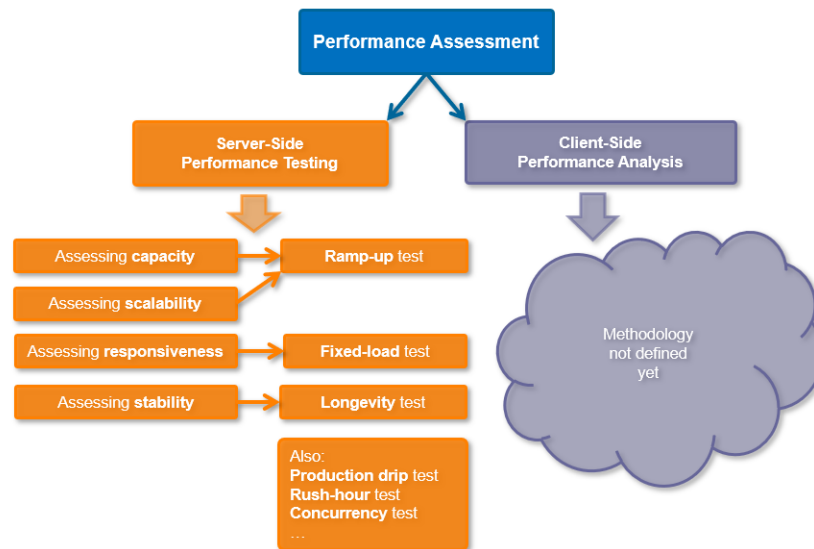 Performance Assessment
Server-Side
Performance Testing
Client-Side
Performance Analysis
Assessing capacity
Ramp-up test
Assessing scalability
Assessing responsiveness
Fixed-load test
Assessing stability
Longevity test
Methodology
not defined
yet
Also:
Production drip test
Rush-hour test
Concurrency test
...